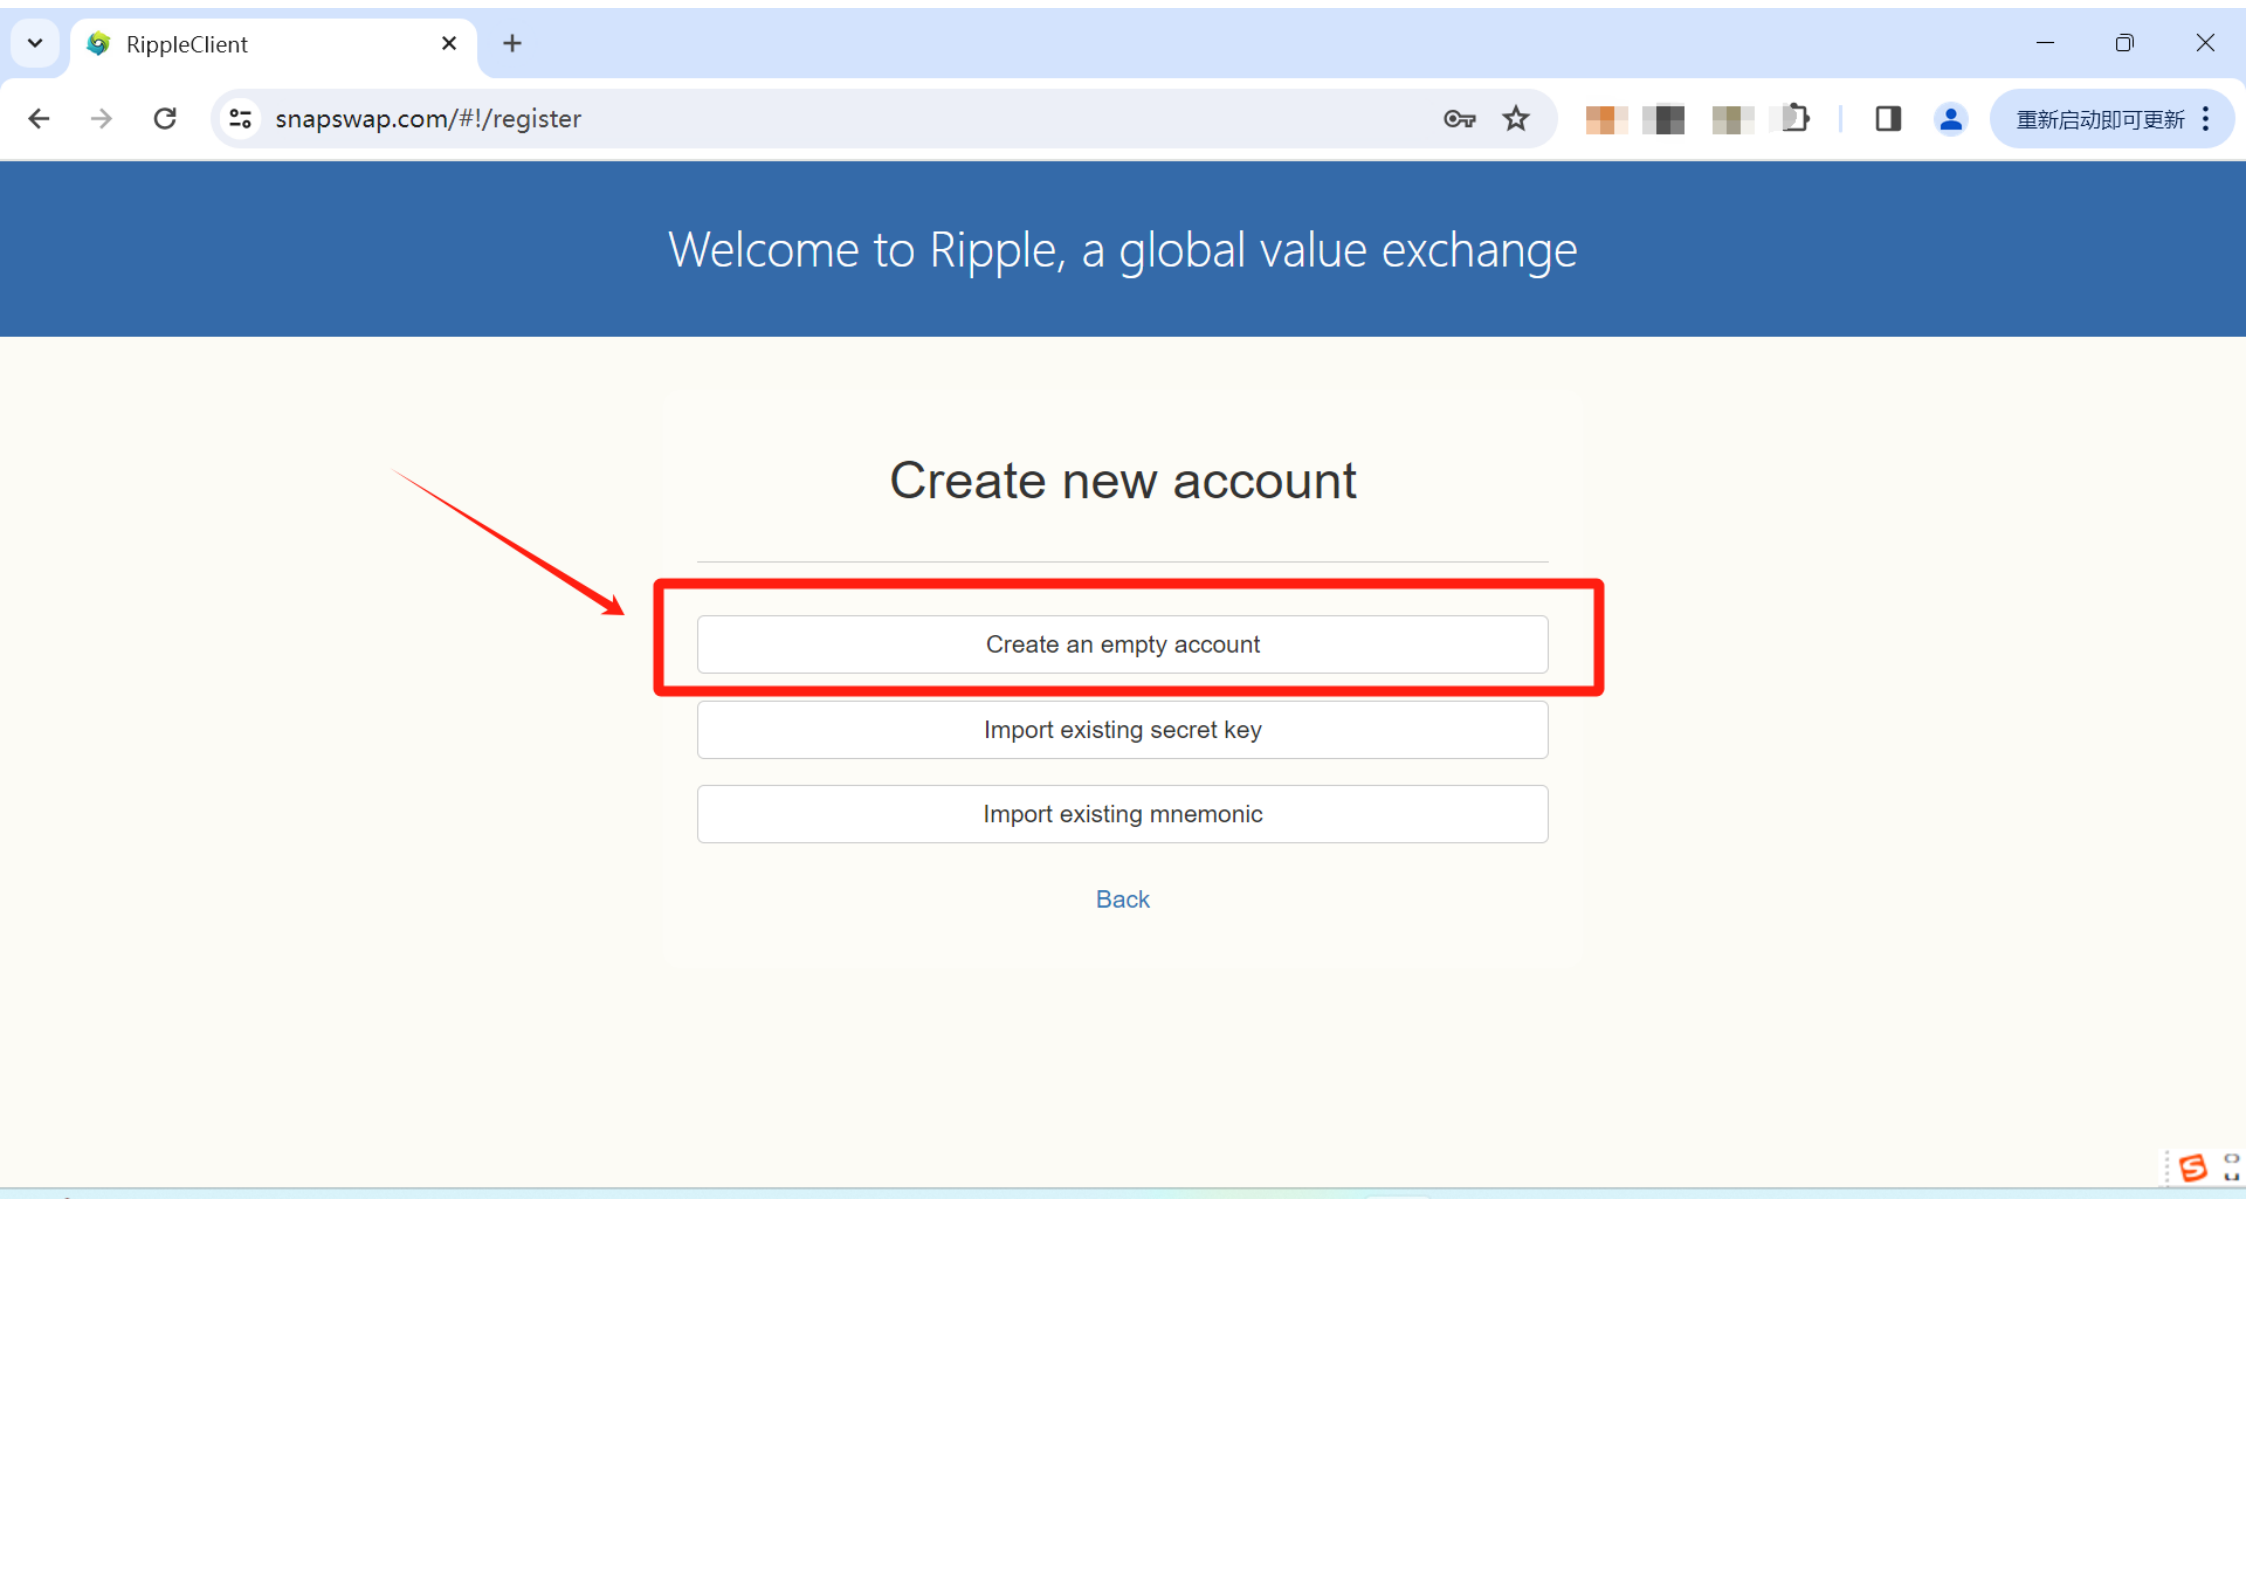 RippleClient
snapswap.com/#!/register
重新启动即可更新
Welcome to Ripple, a global value exchange
Create new account
Create an empty account
Import existing secret key
Import existing mnemonic
Back